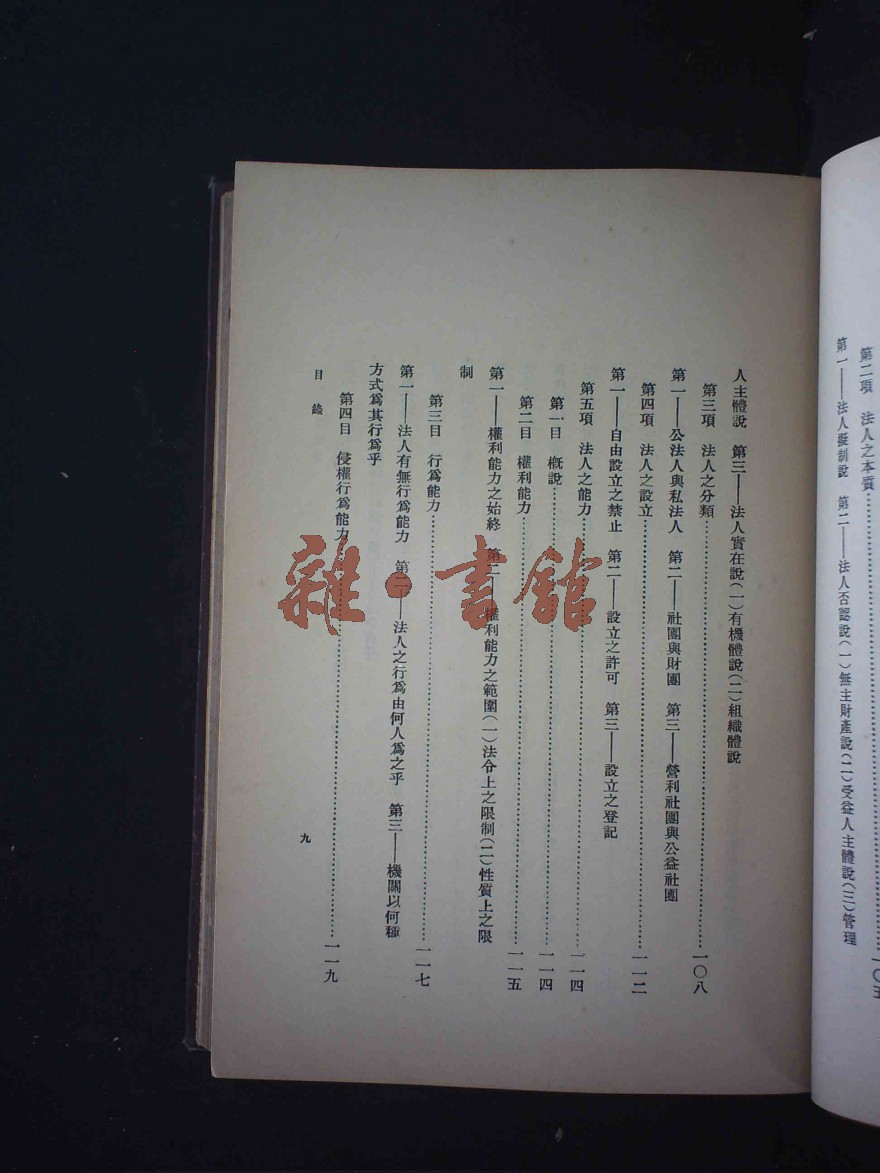 第二項　法人之本質…………一〇五
第一——法人擬制說　第二——法人否認說(一)無主財產說(二)受益人主體說(三)管理
人主體說　第三——法人實在說(一)有機體說(二)組織體說
第三項　法人之分類…………一〇八
第一——公法人與私法人　第二——社團與財團　第三——營利社團與公益社團
第四項　法人之設立…………一一二
第一——自由設立之禁止　第二——設立之許可　第三——設立之登記
第五項　法人之能力…………一一四
第一目　概說…………一一四
第二目　權利能力…………一一五
第一——權利能力之始終　第二——權利能力之範圍(一)法令上之限制(二)性質上之限
制
第三目　行爲能力…………一一七
第一——法人有無行爲能力　第二——法人之行爲由何人爲之乎　第三——機關以何種
方式爲其行爲乎
第四目　侵權行爲能力…………一一九
目錄
九
雜·書館